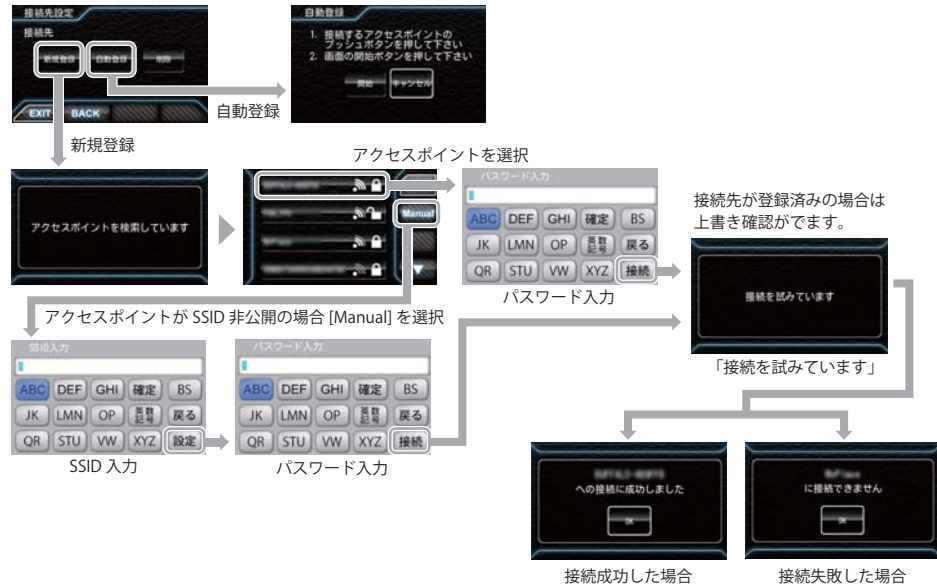 接続先設定
接続先
新規登録
自動登録
削除
EXIT
BACK
自動登録
1. 接続するアクセスポイントの
プッシュボタンを押して下さい
2. 画面の開始ボタンを押して下さい
開始
キャンセル
自動登録
新規登録
アクセスポイントを検索しています
Manual
アクセスポイントを選択
パスワード入力
ABC DEF GHI 確定 BS
JK LMN OP 英数記号 戻る
QR STU VW XYZ 接続
パスワード入力
接続先が登録済みの場合は
上書き確認がでます。
接続を試みています
「接続を試みています」
アクセスポイントが SSID 非公開の場合 [Manual] を選択
SSID入力
ABC DEF GHI 確定 BS
JK LMN OP 英数記号 戻る
QR STU VW XYZ 設定
SSID 入力
パスワード入力
ABC DEF GHI 確定 BS
JK LMN OP 英数記号 戻る
QR STU VW XYZ 接続
パスワード入力
への接続に成功しました
OK
接続成功した場合
に接続できません
OK
接続失敗した場合